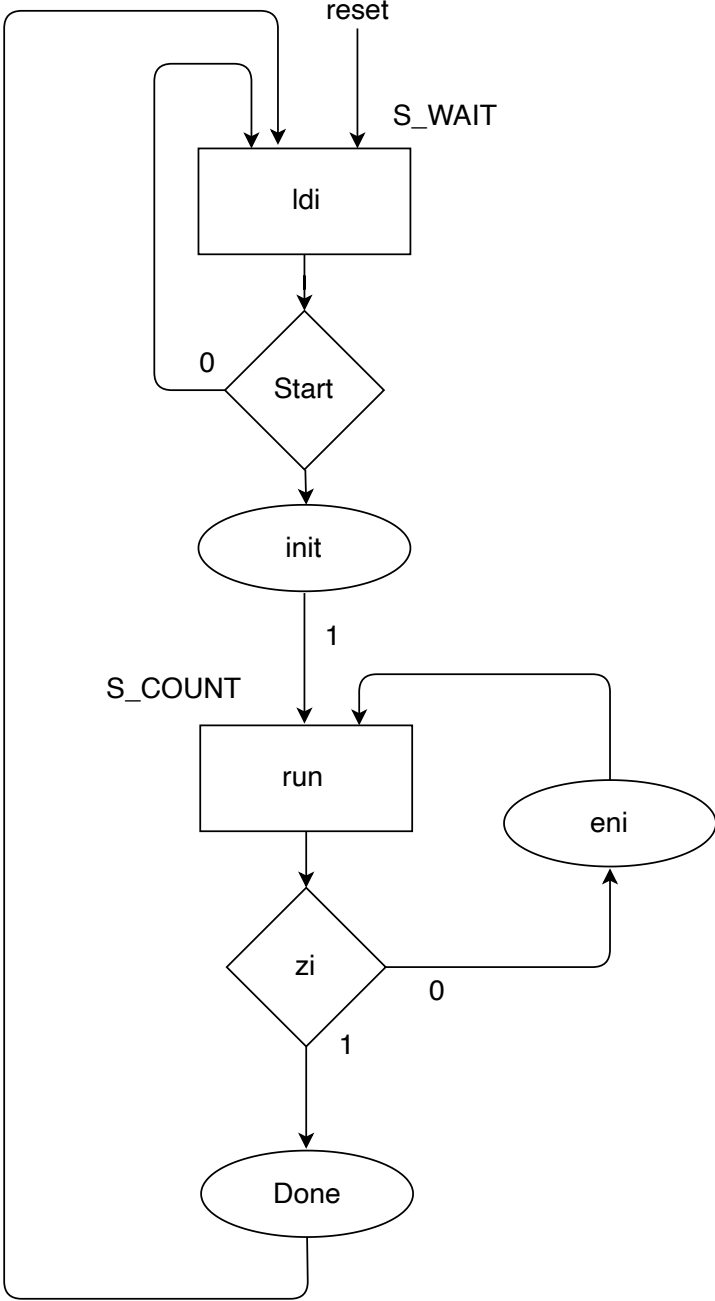 reset
S_WAIT
ldi
0
Start
init
1
S_COUNT
run
eni
zi
0
1
Done